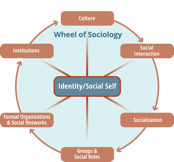 Culture
Wheel of Sociology
Institutions
Social
Interaction
Identity/Social Self
Formal Organizations
& Social Networks
Socialization
Groups &
Social Roles